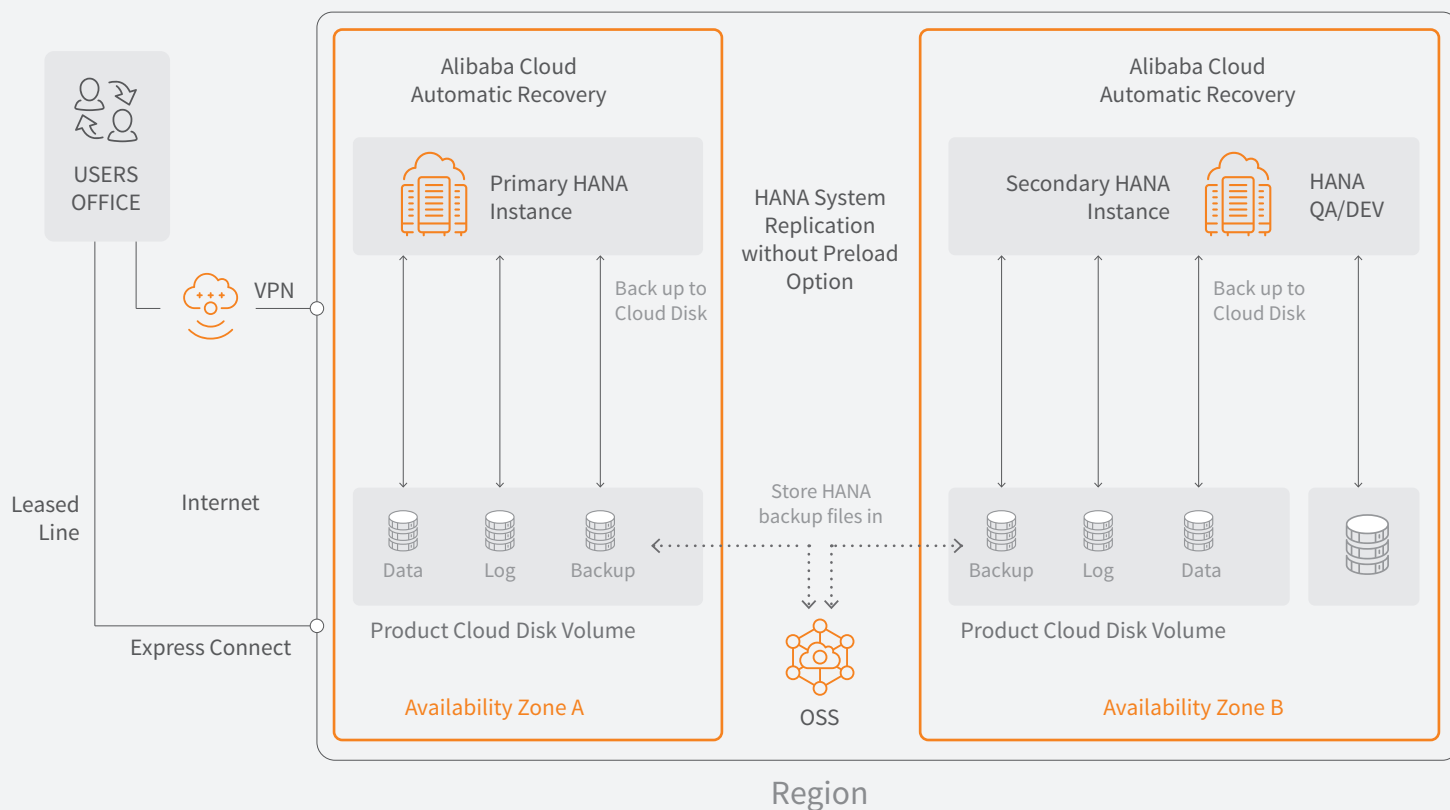 USERS
OFFICE
VPN
Internet
Leased
Line
Express Connect
Alibaba Cloud
Automatic Recovery
Primary HANA
Instance
Back up to
Cloud Disk
Data
Log
Backup
Product Cloud Disk Volume
Availability Zone A
HANA System
Replication
without Preload
Option
Store HANA
backup files in
OSS
Alibaba Cloud
Automatic Recovery
Secondary HANA
Instance
HANA
QA/DEV
Back up to
Cloud Disk
Backup
Log
Data
Product Cloud Disk Volume
Availability Zone B
Region